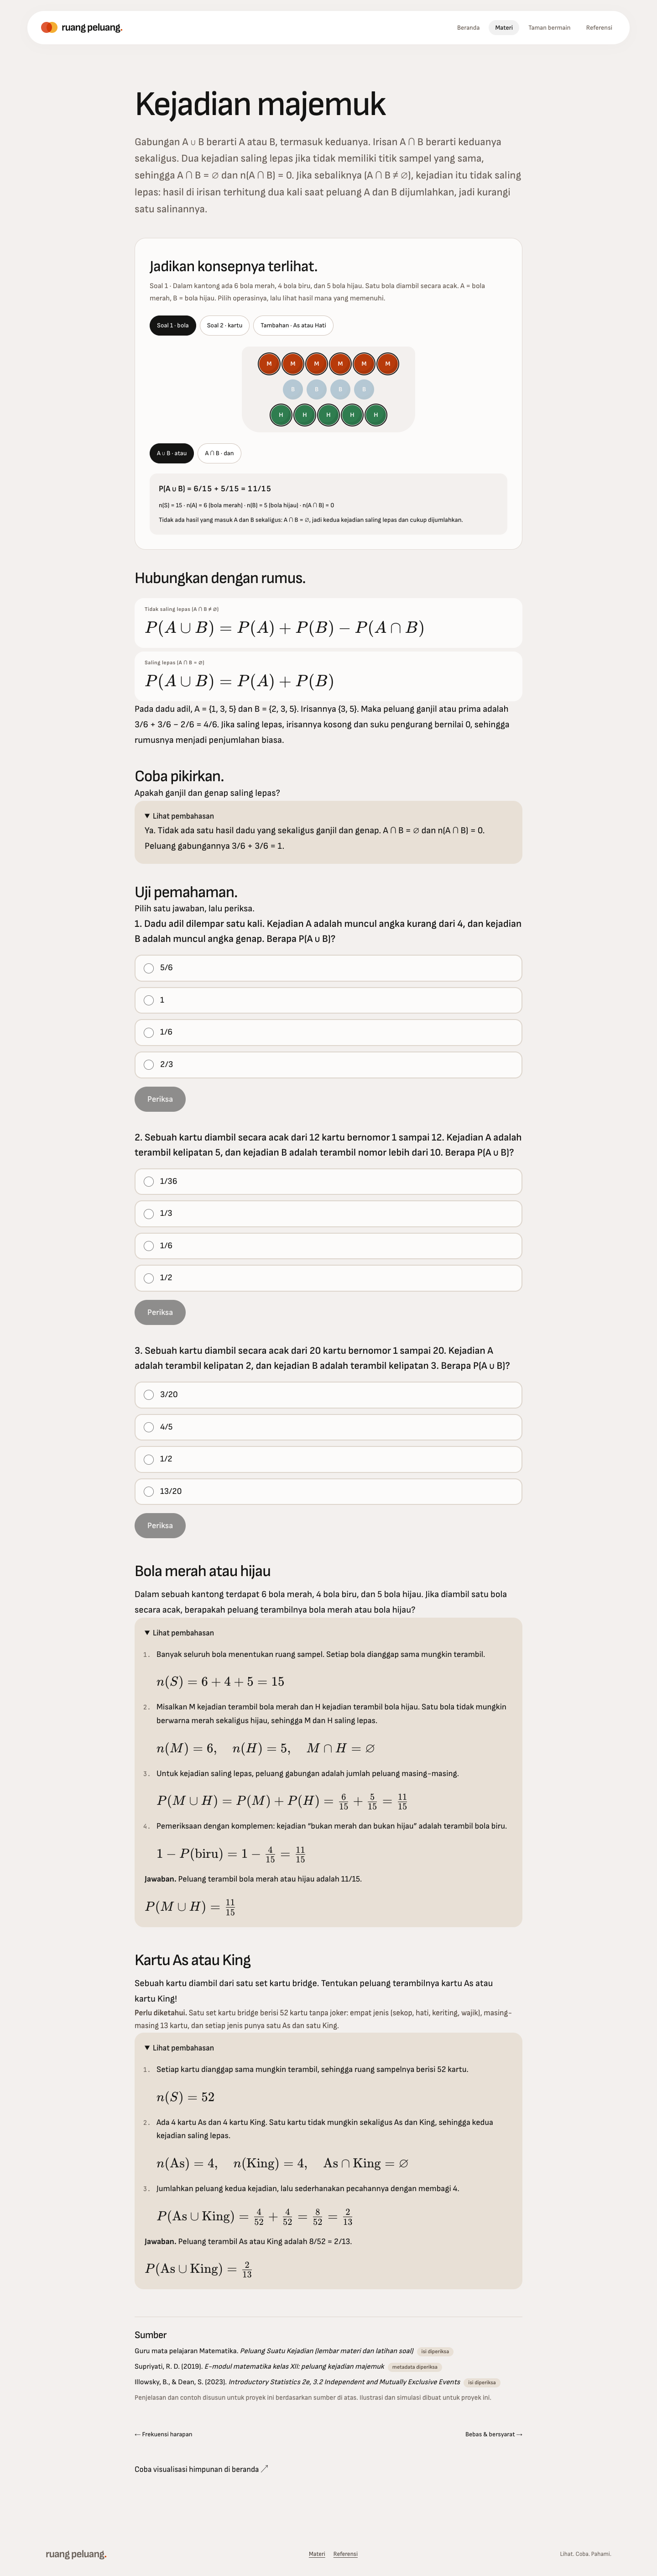 ruang peluang.
Beranda Materi Taman bermain Referensi
Kejadian majemuk
Gabungan A ∪ B berarti A atau B, termasuk keduanya. Irisan A ∩ B berarti keduanya
sekaligus. Dua kejadian saling lepas jika tidak memiliki titik sampel yang sama,
sehingga A ∩ B = ∅ dan n(A ∩ B) = 0. Jika sebaliknya (A ∩ B ≠ ∅), kejadian itu tidak saling
lepas: hasil di irisan terhitung dua kali saat peluang A dan B dijumlahkan, jadi kurangi
satu salinannya.
Jadikan konsepnya terlihat.
Soal 1 · Dalam kantong ada 6 bola merah, 4 bola biru, dan 5 bola hijau. Satu bola diambil secara acak. A = bola
merah, B = bola hijau. Pilih operasinya, lalu lihat hasil mana yang memenuhi.
Soal 1 · bola Soal 2 · kartu Tambahan · As atau Hati
M M M M M M
B B B B
H H H H H
A ∪ B · atau A ∩ B · dan
P(A ∪ B) = 6/15 + 5/15 = 11/15
n(S) = 15 · n(A) = 6 (bola merah) · n(B) = 5 (bola hijau) · n(A ∩ B) = 0
Tidak ada hasil yang masuk A dan B sekaligus: A ∩ B = ∅, jadi kedua kejadian saling lepas dan cukup dijumlahkan.
Hubungkan dengan rumus.
Tidak saling lepas (A ∩ B ≠ ∅)
P(A ∪ B) = P(A) + P(B) − P(A ∩ B)
Saling lepas (A ∩ B = ∅)
P(A ∪ B) = P(A) + P(B)
Pada dadu adil, A = {1, 3, 5} dan B = {2, 3, 5}. Irisannya {3, 5}. Maka peluang ganjil atau prima adalah
3/6 + 3/6 − 2/6 = 4/6. Jika saling lepas, irisannya kosong dan suku pengurang bernilai 0, sehingga
rumusnya menjadi penjumlahan biasa.
Coba pikirkan.
Apakah ganjil dan genap saling lepas?
▼ Lihat pembahasan
Ya. Tidak ada satu hasil dadu yang sekaligus ganjil dan genap. A ∩ B = ∅ dan n(A ∩ B) = 0.
Peluang gabungannya 3/6 + 3/6 = 1.
Uji pemahaman.
Pilih satu jawaban, lalu periksa.
1. Dadu adil dilempar satu kali. Kejadian A adalah muncul angka kurang dari 4, dan kejadian
B adalah muncul angka genap. Berapa P(A ∪ B)?
5/6
1
1/6
2/3
Periksa
2. Sebuah kartu diambil secara acak dari 12 kartu bernomor 1 sampai 12. Kejadian A adalah
terambil kelipatan 5, dan kejadian B adalah terambil nomor lebih dari 10. Berapa P(A ∪ B)?
1/36
1/3
1/6
1/2
Periksa
3. Sebuah kartu diambil secara acak dari 20 kartu bernomor 1 sampai 20. Kejadian A
adalah terambil kelipatan 2, dan kejadian B adalah terambil kelipatan 3. Berapa P(A ∪ B)?
3/20
4/5
1/2
13/20
Periksa
Bola merah atau hijau
Dalam sebuah kantong terdapat 6 bola merah, 4 bola biru, dan 5 bola hijau. Jika diambil satu bola
secara acak, berapakah peluang terambilnya bola merah atau bola hijau?
▼ Lihat pembahasan
1. Banyak seluruh bola menentukan ruang sampel. Setiap bola dianggap sama mungkin terambil.
n(S) = 6 + 4 + 5 = 15
2. Misalkan M kejadian terambil bola merah dan H kejadian terambil bola hijau. Satu bola tidak mungkin
berwarna merah sekaligus hijau, sehingga M dan H saling lepas.
n(M) = 6, n(H) = 5, M ∩ H = ∅
3. Untuk kejadian saling lepas, peluang gabungan adalah jumlah peluang masing-masing.
P(M ∪ H) = P(M) + P(H) = 6/15 + 5/15 = 11/15
4. Pemeriksaan dengan komplemen: kejadian “bukan merah dan bukan hijau” adalah terambil bola biru.
1 − P(biru) = 1 − 4/15 = 11/15
Jawaban. Peluang terambil bola merah atau hijau adalah 11/15.
P(M ∪ H) = 11/15
Kartu As atau King
Sebuah kartu diambil dari satu set kartu bridge. Tentukan peluang terambilnya kartu As atau
kartu King!
Perlu diketahui. Satu set kartu bridge berisi 52 kartu tanpa joker: empat jenis (sekop, hati, keriting, wajik), masing-
masing 13 kartu, dan setiap jenis punya satu As dan satu King.
▼ Lihat pembahasan
1. Setiap kartu dianggap sama mungkin terambil, sehingga ruang sampelnya berisi 52 kartu.
n(S) = 52
2. Ada 4 kartu As dan 4 kartu King. Satu kartu tidak mungkin sekaligus As dan King, sehingga kedua
kejadian saling lepas.
n(As) = 4, n(King) = 4, As ∩ King = ∅
3. Jumlahkan peluang kedua kejadian, lalu sederhanakan pecahannya dengan membagi 4.
P(As ∪ King) = 4/52 + 4/52 = 8/52 = 2/13
Jawaban. Peluang terambil As atau King adalah 8/52 = 2/13.
P(As ∪ King) = 2/13
Sumber
Guru mata pelajaran Matematika. Peluang Suatu Kejadian (lembar materi dan latihan soal) isi diperiksa
Supriyati, R. D. (2019). E-modul matematika kelas XII: peluang kejadian majemuk metadata diperiksa
Illowsky, B., & Dean, S. (2023). Introductory Statistics 2e, 3.2 Independent and Mutually Exclusive Events isi diperiksa
Penjelasan dan contoh disusun untuk proyek ini berdasarkan sumber di atas. Ilustrasi dan simulasi dibuat untuk proyek ini.
← Frekuensi harapan Bebas & bersyarat →
Coba visualisasi himpunan di beranda ↗
ruang peluang. Materi Referensi Lihat. Coba. Pahami.